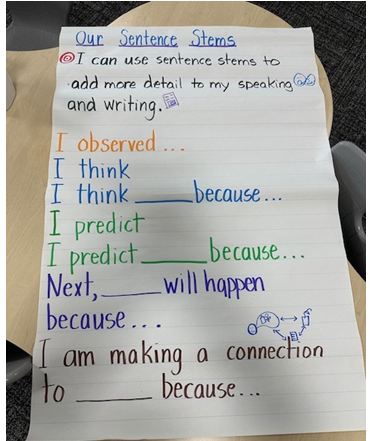 Our Sentence Stems
I can use sentence stems to
add more detail to my speaking
and writing.
I observed ...
I think
I think _____ because...
I predict
I predict _____ because...
Next, _____ will happen
because ...
I am making a connection
to _____ because...